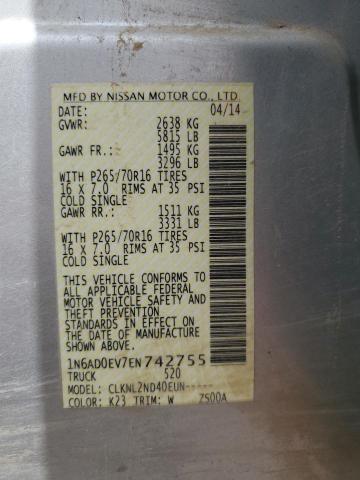 MFD BY NISSAN MOTOR CO., LTD.
DATE: 04/14
GVWR: 2638 KG
5815 LB
GAWR FR.: 1495 KG
3296 LB
WITH P265/70R16 TIRES
16 X 7.0 RIMS AT 35 PSI
COLD SINGLE
GAWR RR.: 1511 KG
3331 LB
WITH P265/70R16 TIRES
16 X 7.0 RIMS AT 35 PSI
COLD SINGLE
THIS VEHICLE CONFORMS TO
ALL APPLICABLE FEDERAL
MOTOR VEHICLE SAFETY AND
THEFT PREVENTION
STANDARDS IN EFFECT ON
THE DATE OF MANUFACTURE
SHOWN ABOVE.
1N6AD0EV7EN742755
TRUCK 520
MODEL: CLKNL2ND40EUN-----
COLOR: K23 TRIM: W ZS00A